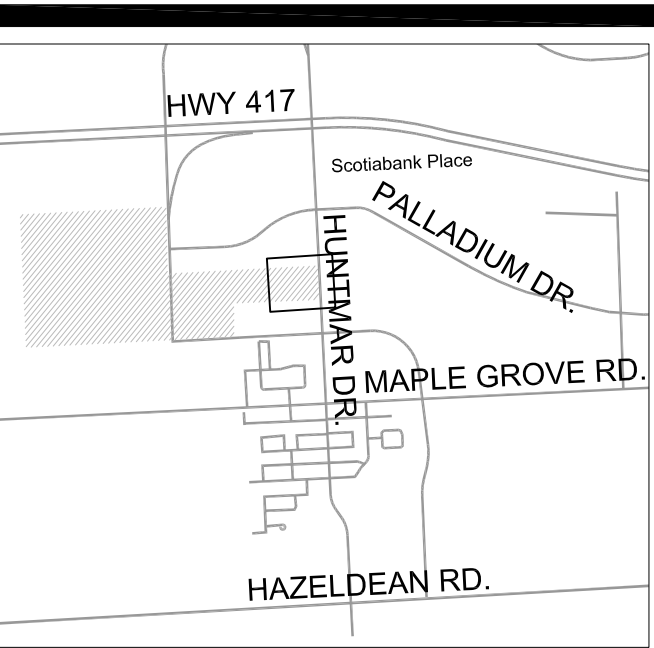 HWY 417
Scotiabank Place
PALLADIUM DR.
HUNTMAR DR.
MAPLE GROVE RD.
HAZELDEAN RD.